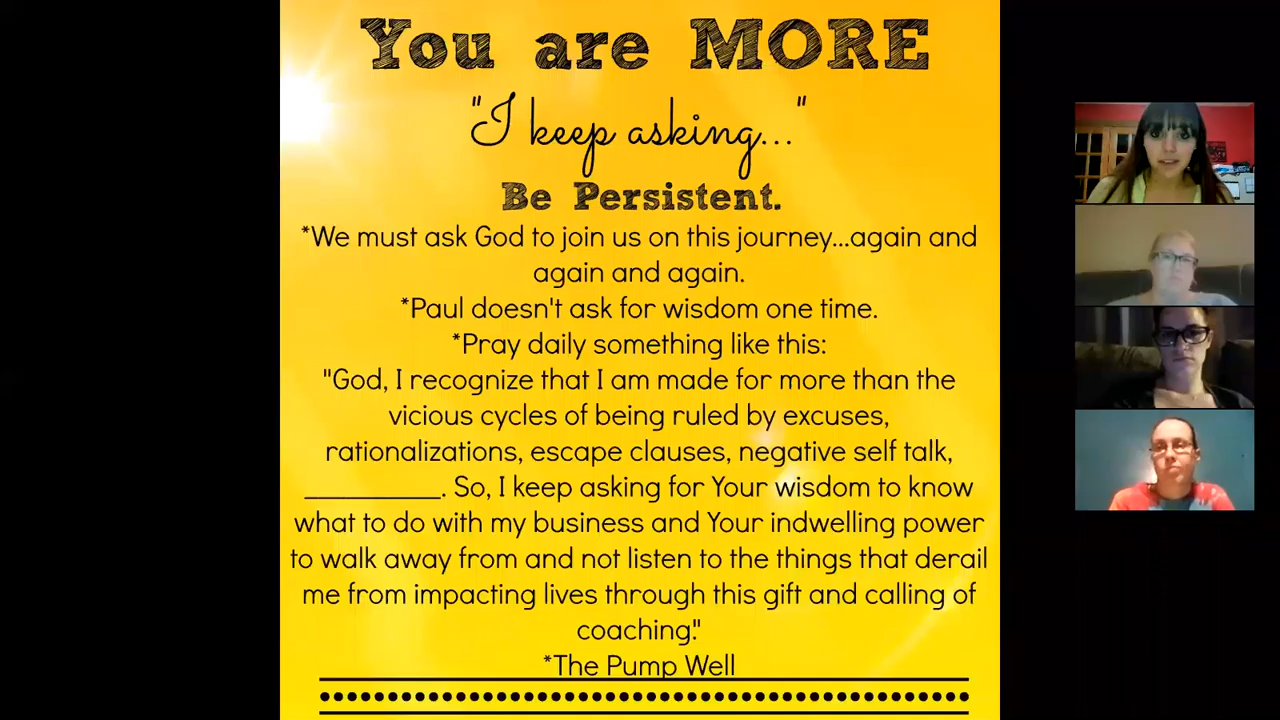 You are MORE
"I keep asking..."
Be Persistent.
*We must ask God to join us on this journey...again and
again and again.
*Paul doesn't ask for wisdom one time.
*Pray daily something like this:
"God, I recognize that I am made for more than the
vicious cycles of being ruled by excuses,
rationalizations, escape clauses, negative self talk,
__________. So, I keep asking for Your wisdom to know
what to do with my business and Your indwelling power
to walk away from and not listen to the things that derail
me from impacting lives through this gift and calling of
coaching."
*The Pump Well